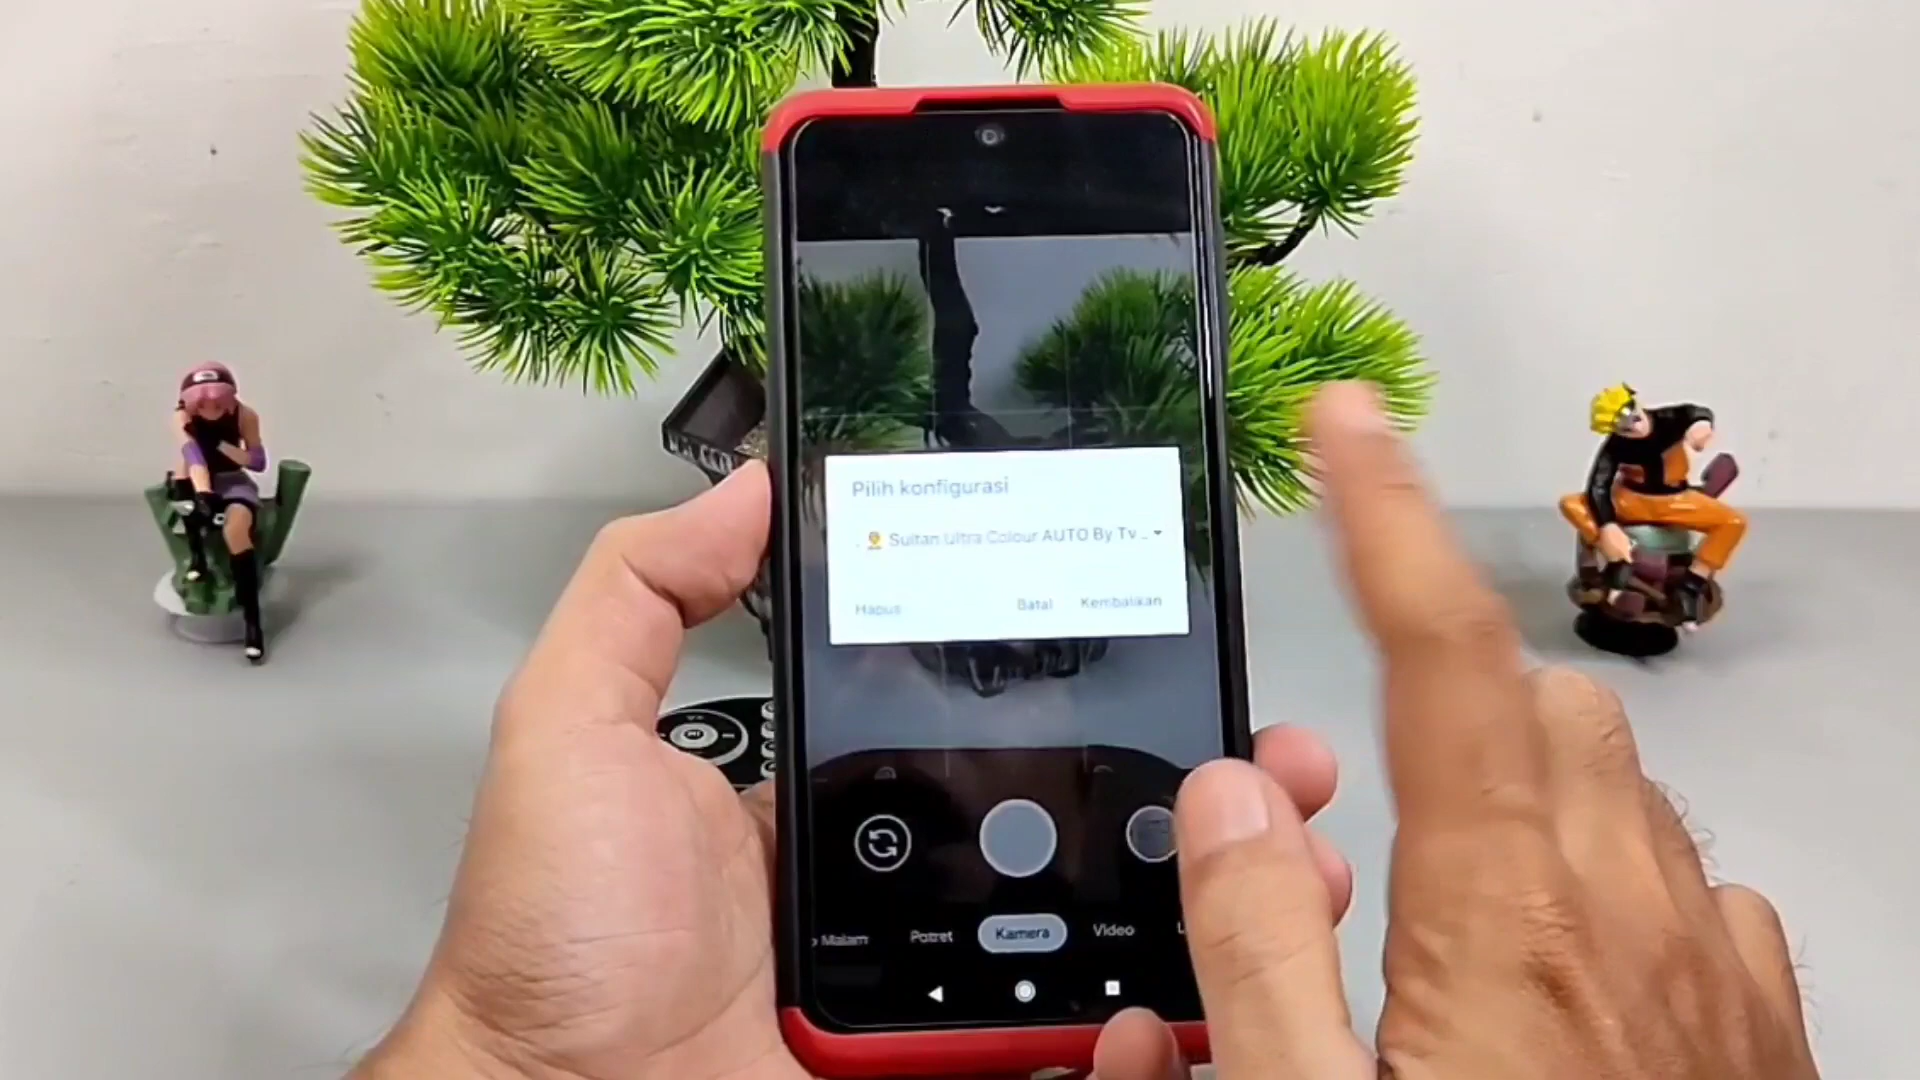 Pilih konfigurasi
Sultan Ultra Colour AUTO By Tv ..
Hapus Batal Kembalikan
Malam Potret Kamera Video